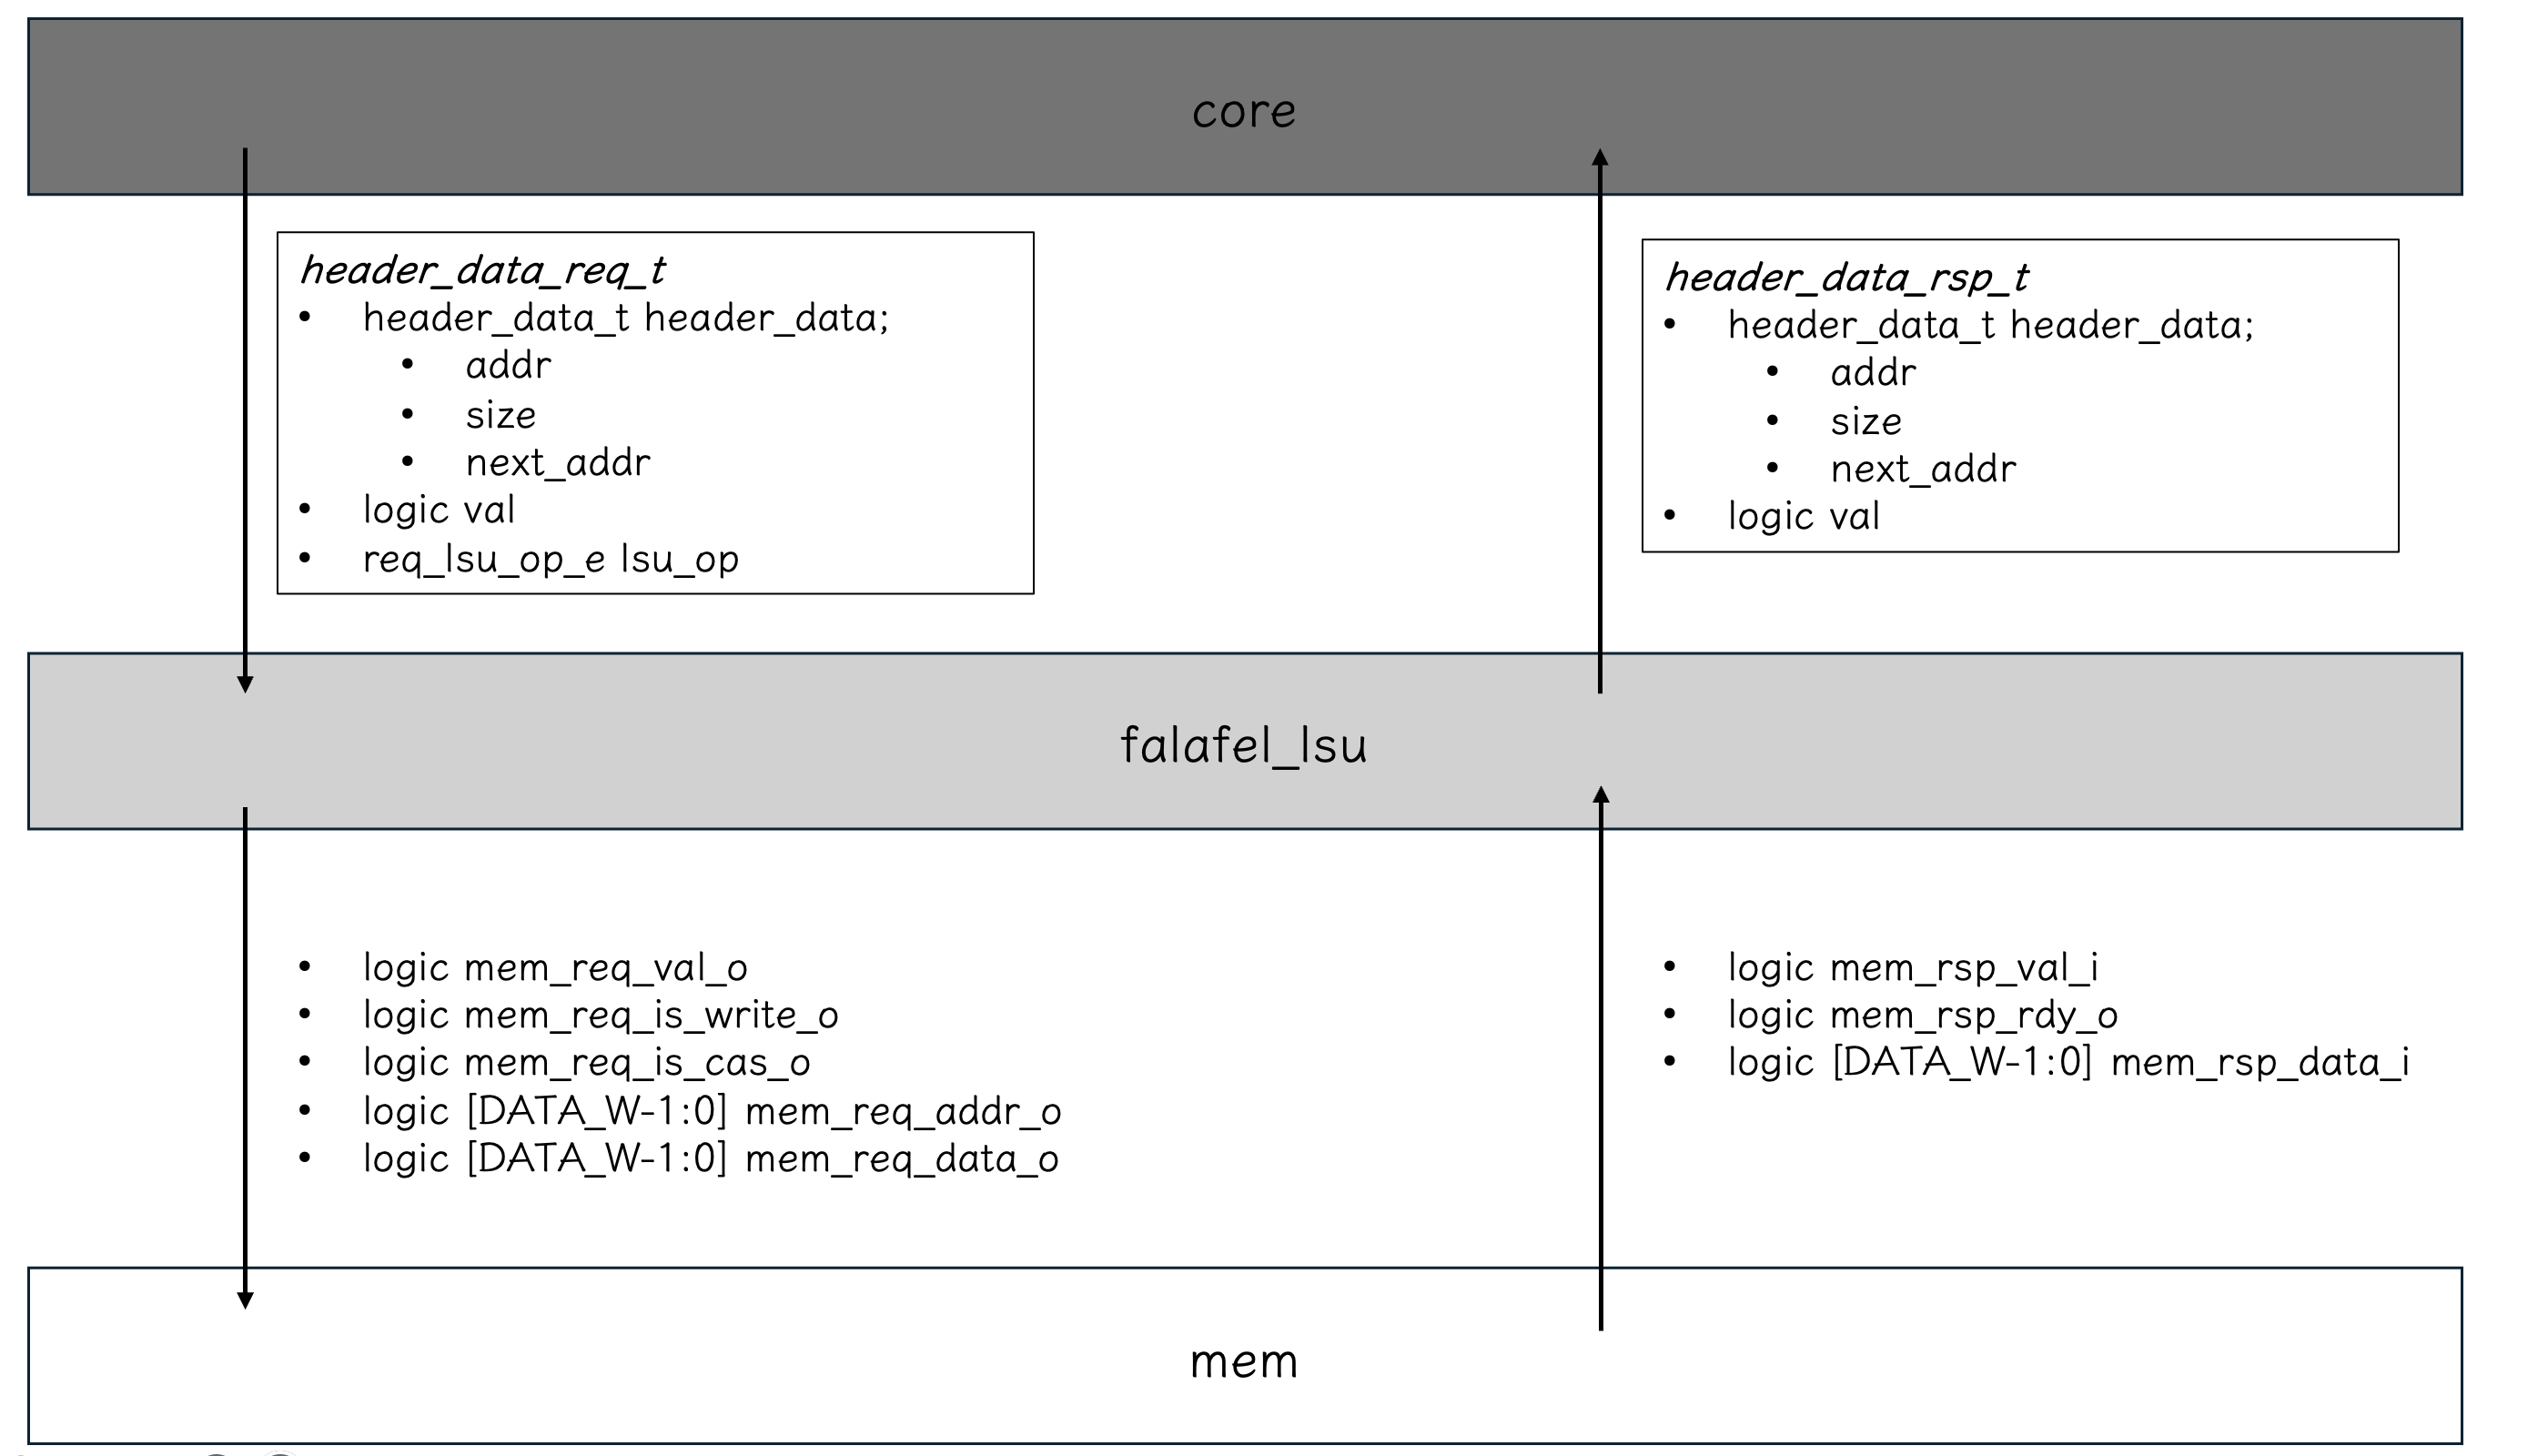 core
header_data_req_t
• header_data_t header_data;
• addr
• size
• next_addr
• logic val
• req_lsu_op_e lsu_op
header_data_rsp_t
• header_data_t header_data;
• addr
• size
• next_addr
• logic val
falafel_lsu
• logic mem_req_val_o
• logic mem_req_is_write_o
• logic mem_req_is_cas_o
• logic [DATA_W-1:0] mem_req_addr_o
• logic [DATA_W-1:0] mem_req_data_o
• logic mem_rsp_val_i
• logic mem_rsp_rdy_o
• logic [DATA_W-1:0] mem_rsp_data_i
mem